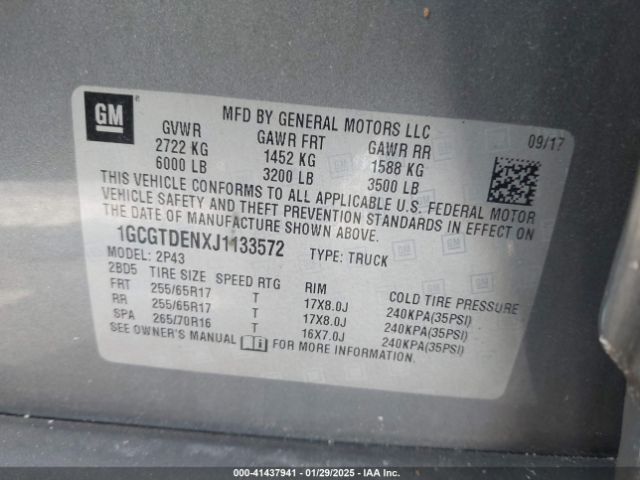 GM
MFD BY GENERAL MOTORS LLC
09/17
GVWR GAWR FRT GAWR RR
2722 KG 1452 KG 1588 KG
6000 LB 3200 LB 3500 LB
THIS VEHICLE CONFORMS TO ALL APPLICABLE U.S. FEDERAL MOTOR
VEHICLE SAFETY AND THEFT PREVENTION STANDARDS IN EFFECT ON
THE DATE OF MANUFACTURE SHOWN ABOVE.
1GCGTDENXJ1133572 TYPE: TRUCK
MODEL: 2P43
2BD5 TIRE SIZE SPEED RTG RIM COLD TIRE PRESSURE
FRT 255/65R17 T 17X8.0J 240KPA(35PSI)
RR 255/65R17 T 17X8.0J 240KPA(35PSI)
SPA 265/70R16 T 16X7.0J 240KPA(35PSI)
SEE OWNER'S MANUAL FOR MORE INFORMATION.
000-41437941 - 01/29/2025 - IAA Inc.